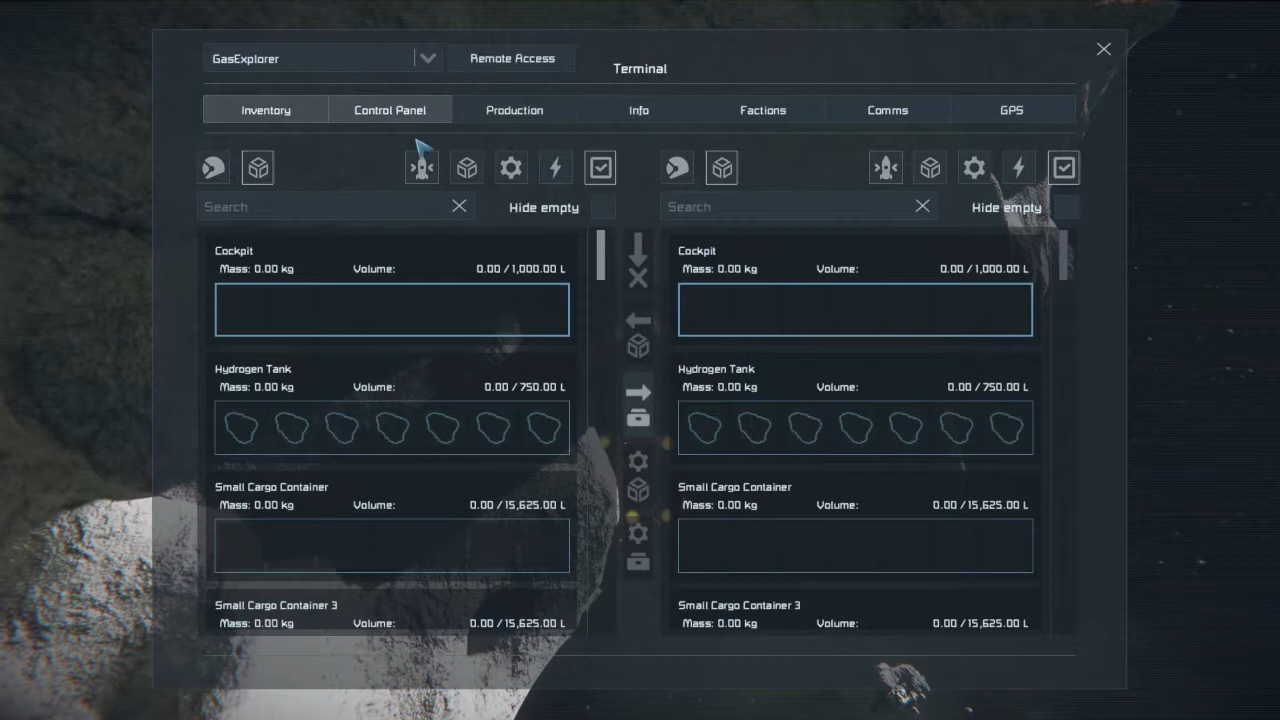 GasExplorer Remote Access
Terminal
Inventory Control Panel Production Info Factions Comms GPS
Search Hide empty Search Hide empty
Cockpit
Mass: 0.00 kg Volume: 0.00 / 1,000.00 L
Hydrogen Tank
Mass: 0.00 kg Volume: 0.00 / 750.00 L
Small Cargo Container
Mass: 0.00 kg Volume: 0.00 / 15,625.00 L
Small Cargo Container 3
Mass: 0.00 kg Volume: 0.00 / 15,625.00 L
Cockpit
Mass: 0.00 kg Volume: 0.00 / 1,000.00 L
Hydrogen Tank
Mass: 0.00 kg Volume: 0.00 / 750.00 L
Small Cargo Container
Mass: 0.00 kg Volume: 0.00 / 15,625.00 L
Small Cargo Container 3
Mass: 0.00 kg Volume: 0.00 / 15,625.00 L